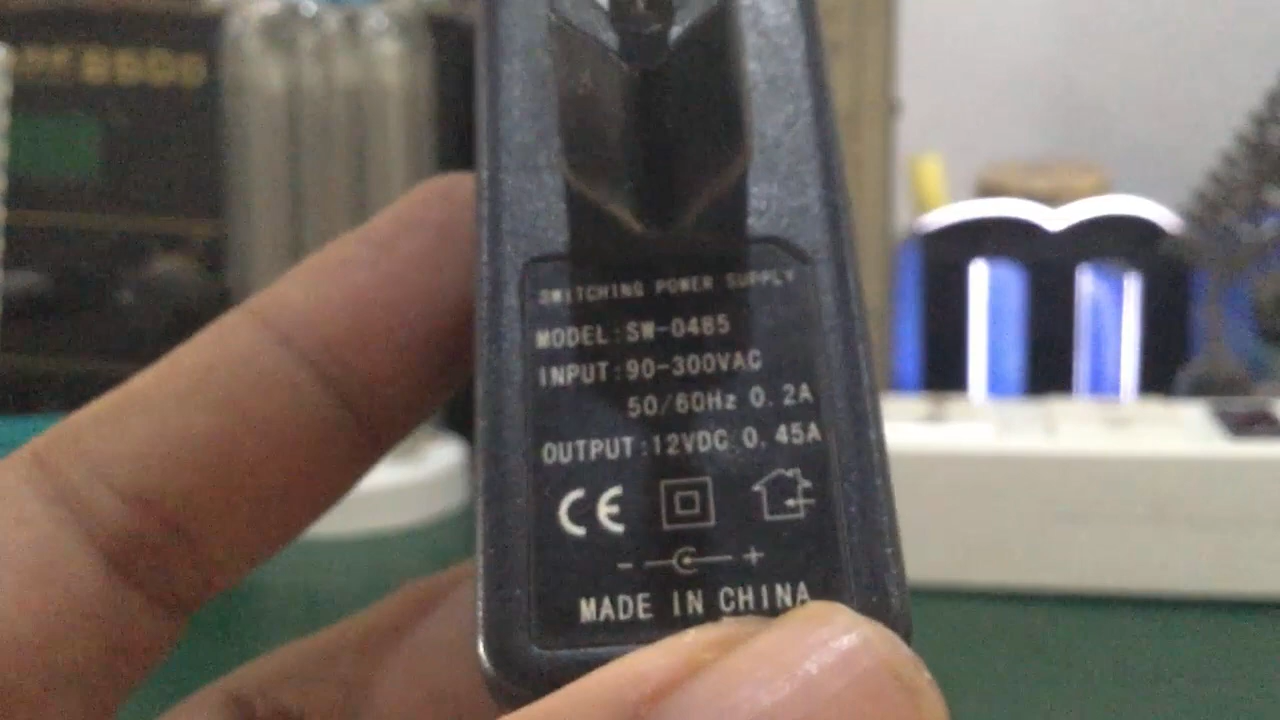 SWITCHING POWER SUPPLY
MODEL:SW-0485
INPUT:90-300VAC
50/60Hz 0.2A
OUTPUT:12VDC 0.45A
CE
- +
MADE IN CHINA